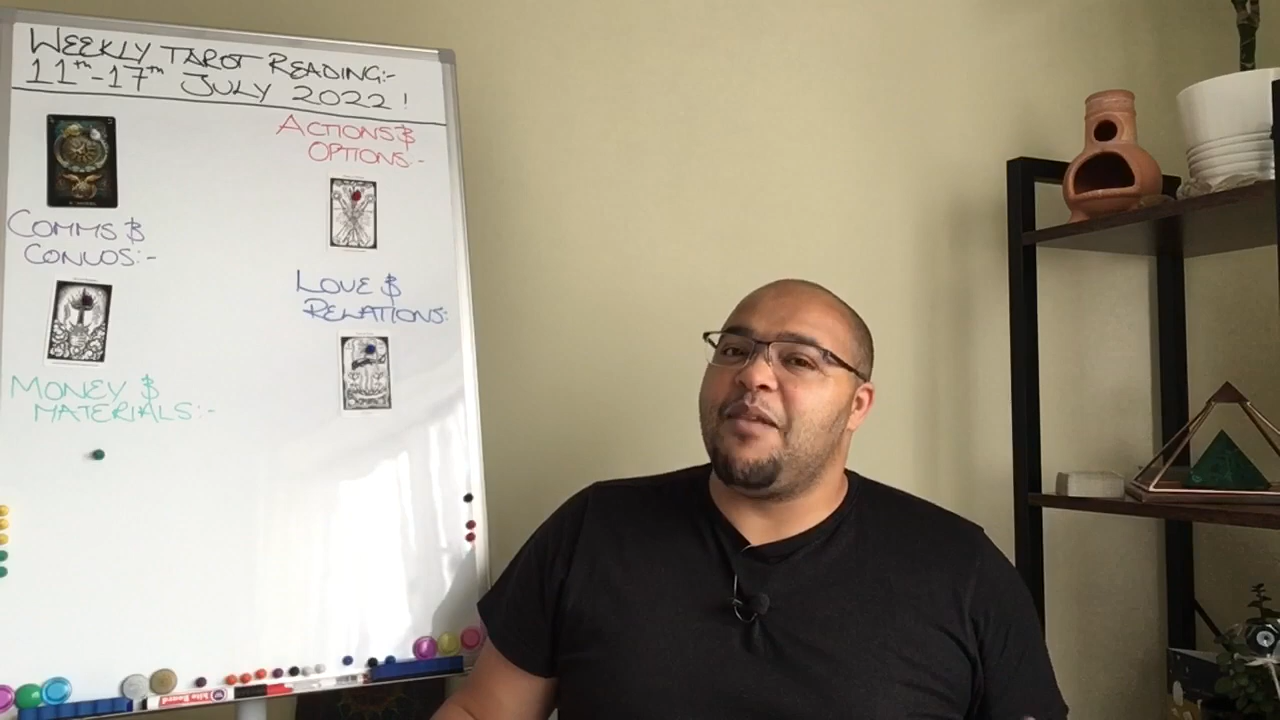 WEEKLY TAROT READING:-
11th-17th JULY 2022!
ACTIONS &
OPTIONS:-
COMMS &
CONVOS:-
LOVE &
RELATIONS:
MONEY &
MATERIALS:-